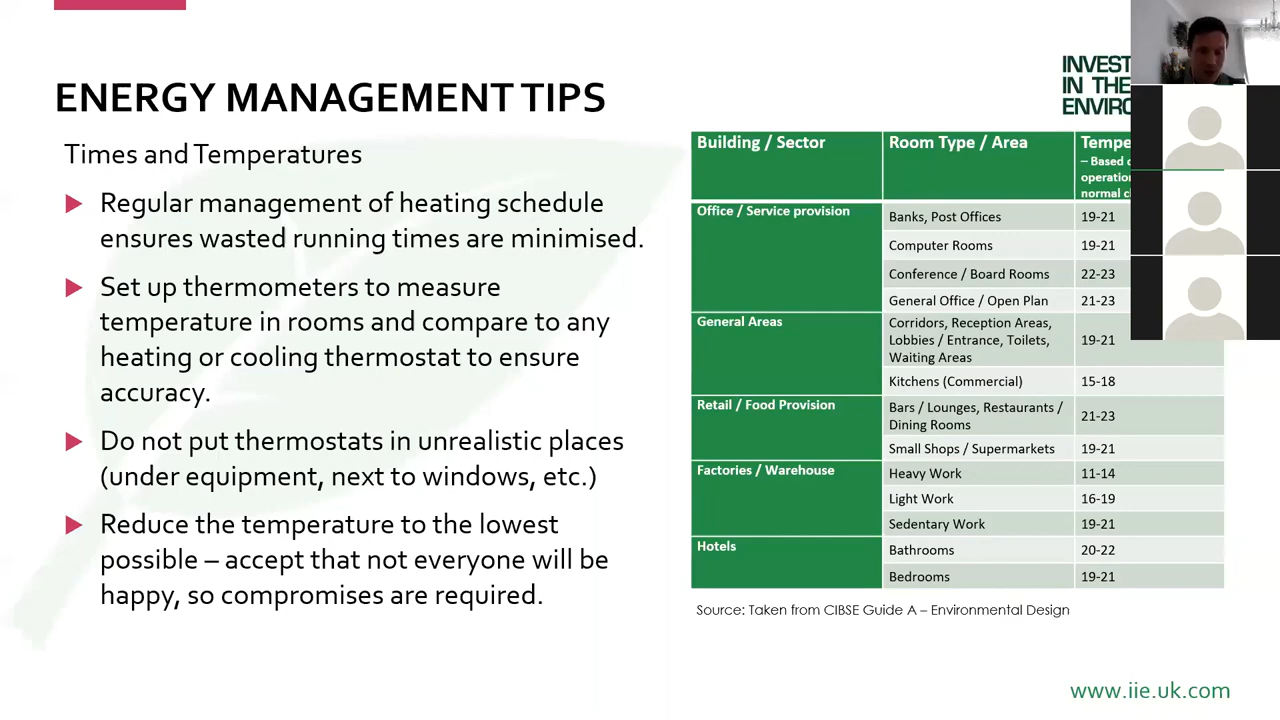 ENERGY MANAGEMENT TIPS
Times and Temperatures
Regular management of heating schedule
ensures wasted running times are minimised.
Set up thermometers to measure
temperature in rooms and compare to any
heating or cooling thermostat to ensure
accuracy.
Do not put thermostats in unrealistic places
(under equipment, next to windows, etc.)
Reduce the temperature to the lowest
possible – accept that not everyone will be
happy, so compromises are required.
INVEST
IN THE
Building / Sector Room Type / Area
– Based
normal
Office / Service provision Banks, Post Offices 19-21
Computer Rooms 19-21
Conference / Board Rooms 22-23
General Office / Open Plan 21-23
General Areas Corridors, Reception Areas,
Lobbies / Entrance, Toilets, 19-21
Waiting Areas
Kitchens (Commercial) 15-18
Retail / Food Provision Bars / Lounges, Restaurants / 21-23
Dining Rooms
Small Shops / Supermarkets 19-21
Factories / Warehouse Heavy Work 11-14
Light Work 16-19
Sedentary Work 19-21
Hotels Bathrooms 20-22
Bedrooms 19-21
Source: Taken from CIBSE Guide A – Environmental Design
www.iie.uk.com